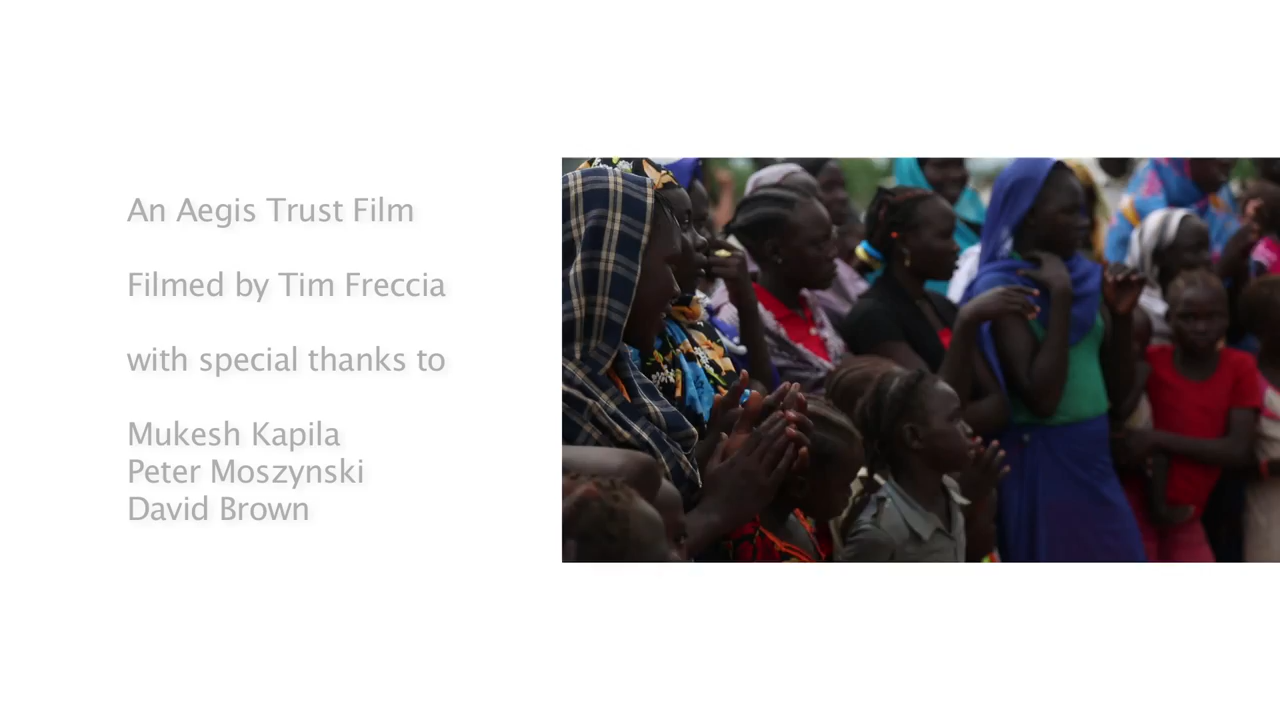 An Aegis Trust Film
Filmed by Tim Freccia
with special thanks to
Mukesh Kapila
Peter Moszynski
David Brown